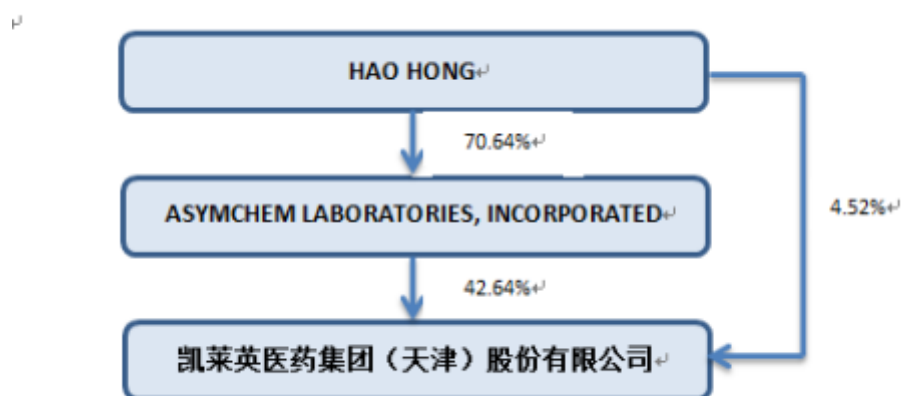 HAO HONG
70.64%
ASYMCHEM LABORATORIES, INCORPORATED
4.52%
42.64%
凯莱英医药集团（天津）股份有限公司